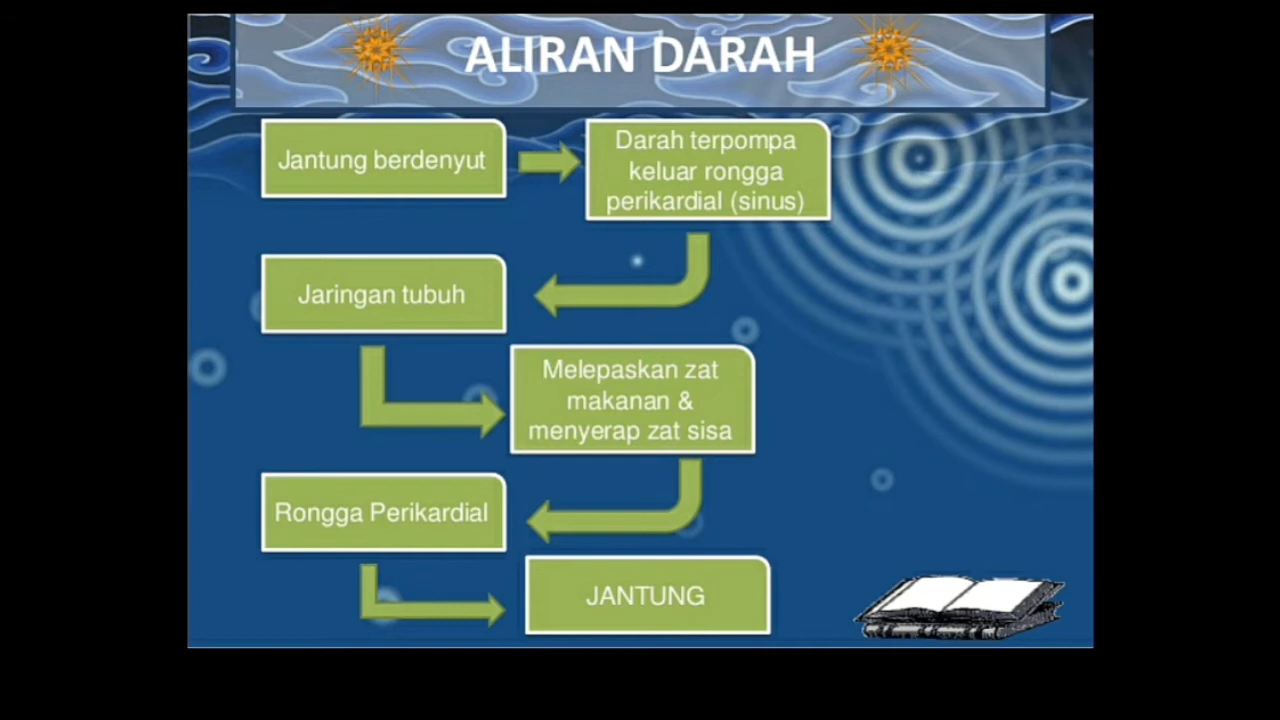 ALIRAN DARAH
Jantung berdenyut
Darah terpompa
keluar rongga
perikardial (sinus)
Jaringan tubuh
Melepaskan zat
makanan &
menyerap zat sisa
Rongga Perikardial
JANTUNG